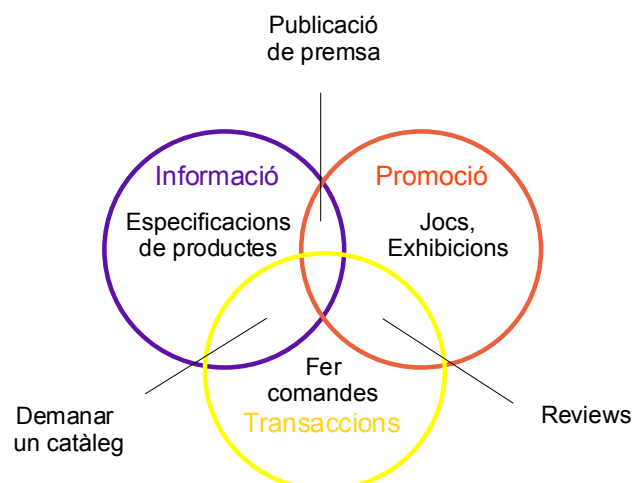 Publicació
de premsa
Informació
Promoció
Especificacions
de productes
Jocs,
Exhibicions
Fer
comandes
Transaccions
Demanar
un catàleg
Reviews